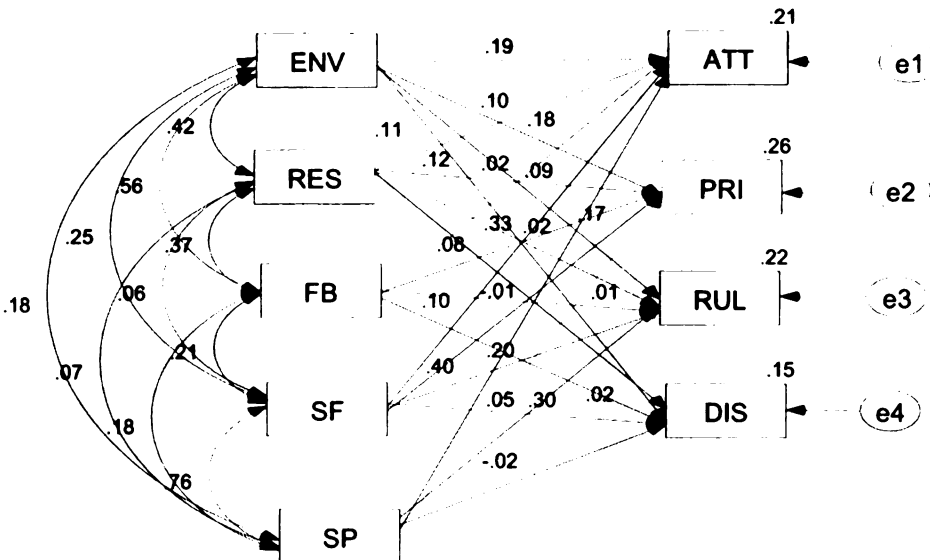 .21
.19
ENV
ATT
e1
.10
.18
.42
.11
.26
.12
.02
.09
RES
PRI
e2
.56
.17
.33
.02
.25
.37
.08
.22
.06
FB
.10
-.01
.01
RUL
e3
.18
.21
.20
.15
.07
.40
.05
.30
.02
SF
DIS
e4
.18
-.02
.76
SP